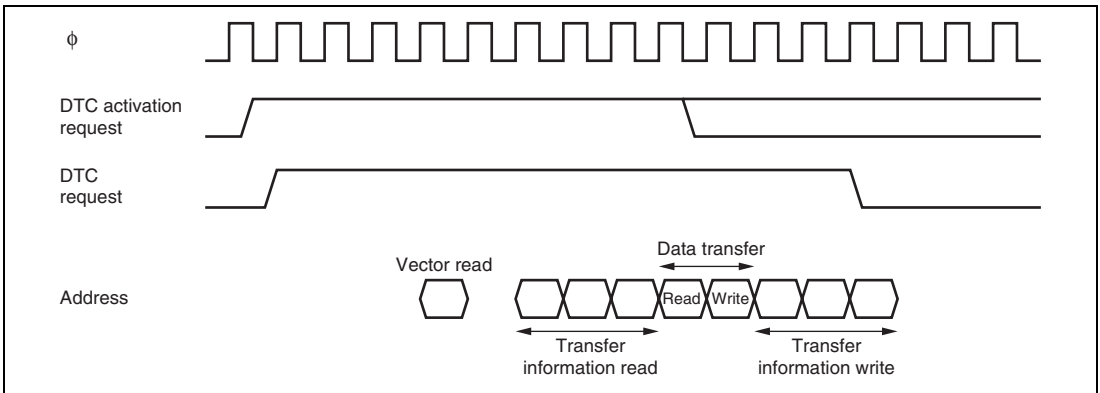 ϕ
DTC activation
request
DTC
request
Data transfer
Vector read
Address
Read
Write
Transfer
information read
Transfer
information write